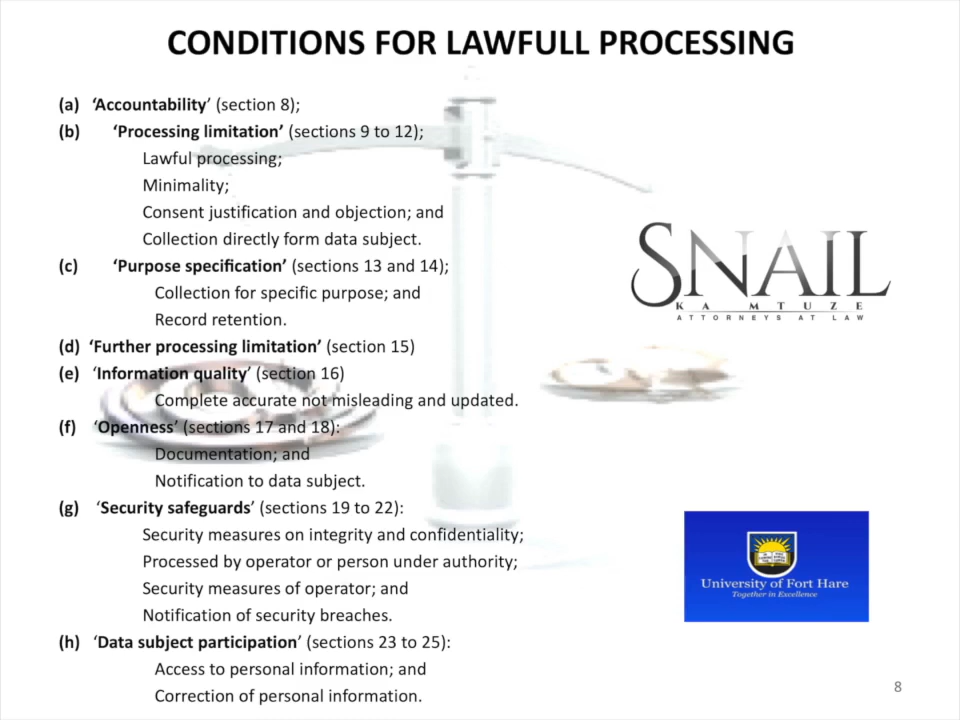 CONDITIONS FOR LAWFULL PROCESSING
(a) ‘Accountability’ (section 8);
(b) ‘Processing limitation’ (sections 9 to 12);
Lawful processing;
Minimality;
Consent justification and objection; and
Collection directly form data subject.
(c) ‘Purpose specification’ (sections 13 and 14);
Collection for specific purpose; and
Record retention.
(d) ‘Further processing limitation’ (section 15)
(e) ‘Information quality’ (section 16)
Complete accurate not misleading and updated.
(f) ‘Openness’ (sections 17 and 18):
Documentation; and
Notification to data subject.
(g) ‘Security safeguards’ (sections 19 to 22):
Security measures on integrity and confidentiality;
Processed by operator or person under authority;
Security measures of operator; and
Notification of security breaches.
(h) ‘Data subject participation’ (sections 23 to 25):
Access to personal information; and
Correction of personal information.
SNAIL
KA MTUZE
ATTORNEYS AT LAW
University of Fort Hare
Together in Excellence
8